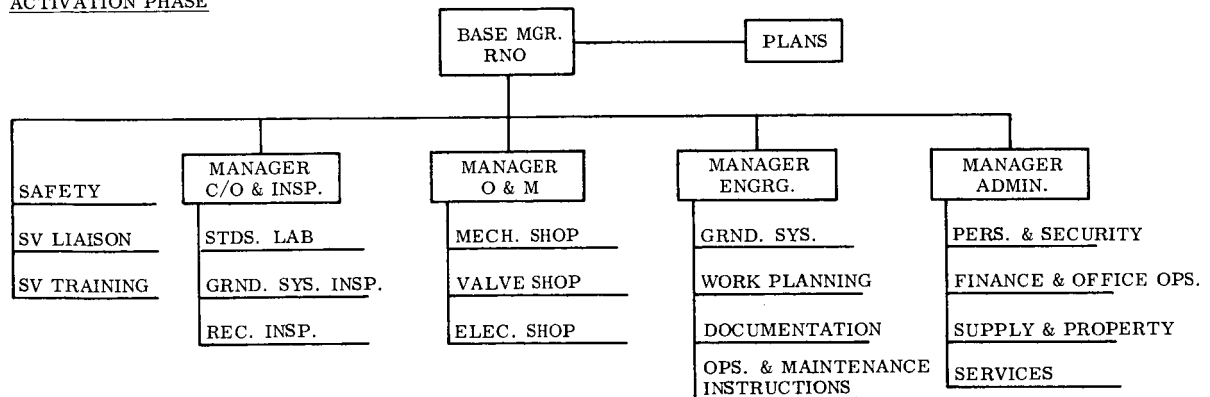 ACTIVATION PHASE
BASE MGR.
RNO
PLANS
SAFETY
SV LIAISON
SV TRAINING
MANAGER
C/O & INSP.
STDS. LAB
GRND. SYS. INSP.
REC. INSP.
MANAGER
O & M
MECH. SHOP
VALVE SHOP
ELEC. SHOP
MANAGER
ENGRG.
GRND. SYS.
WORK PLANNING
DOCUMENTATION
OPS. & MAINTENANCE
INSTRUCTIONS
MANAGER
ADMIN.
PERS. & SECURITY
FINANCE & OFFICE OPS.
SUPPLY & PROPERTY
SERVICES